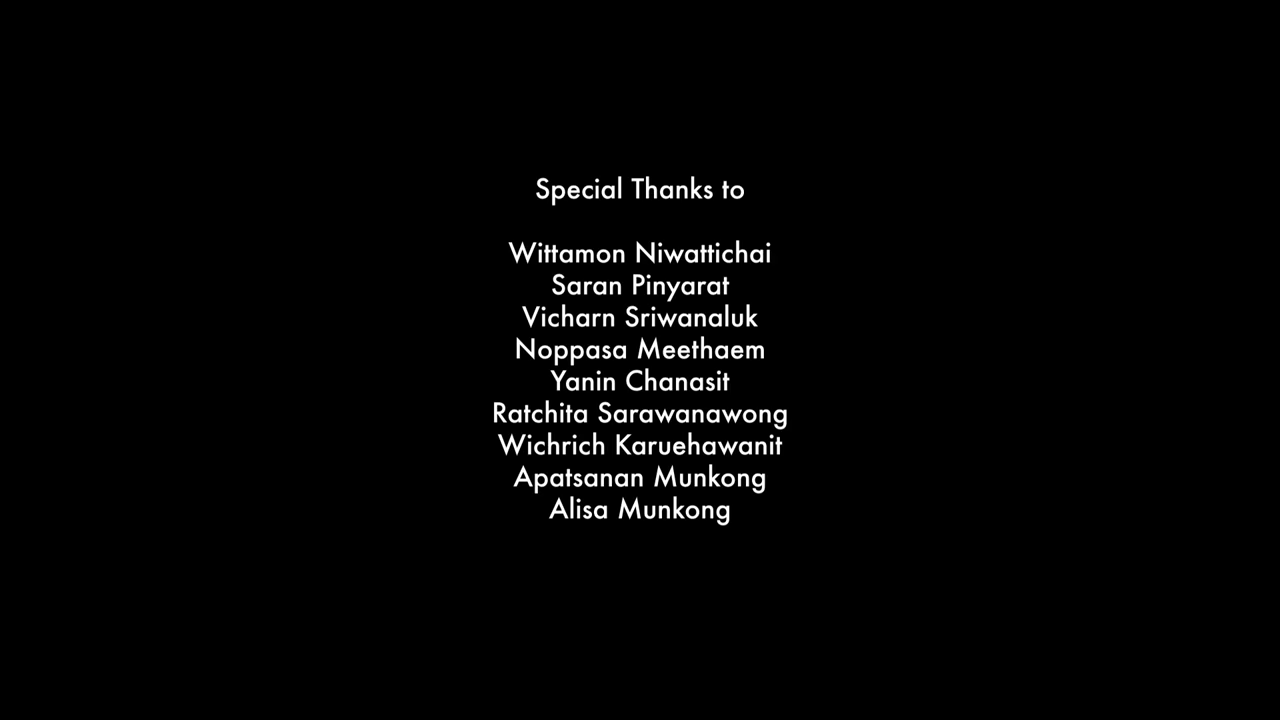 Special Thanks to
Wittamon Niwattichai
Saran Pinyarat
Vicharn Sriwanaluk
Noppasa Meethaem
Yanin Chanasit
Ratchita Sarawanawong
Wichrich Karuehawanit
Apatsanan Munkong
Alisa Munkong